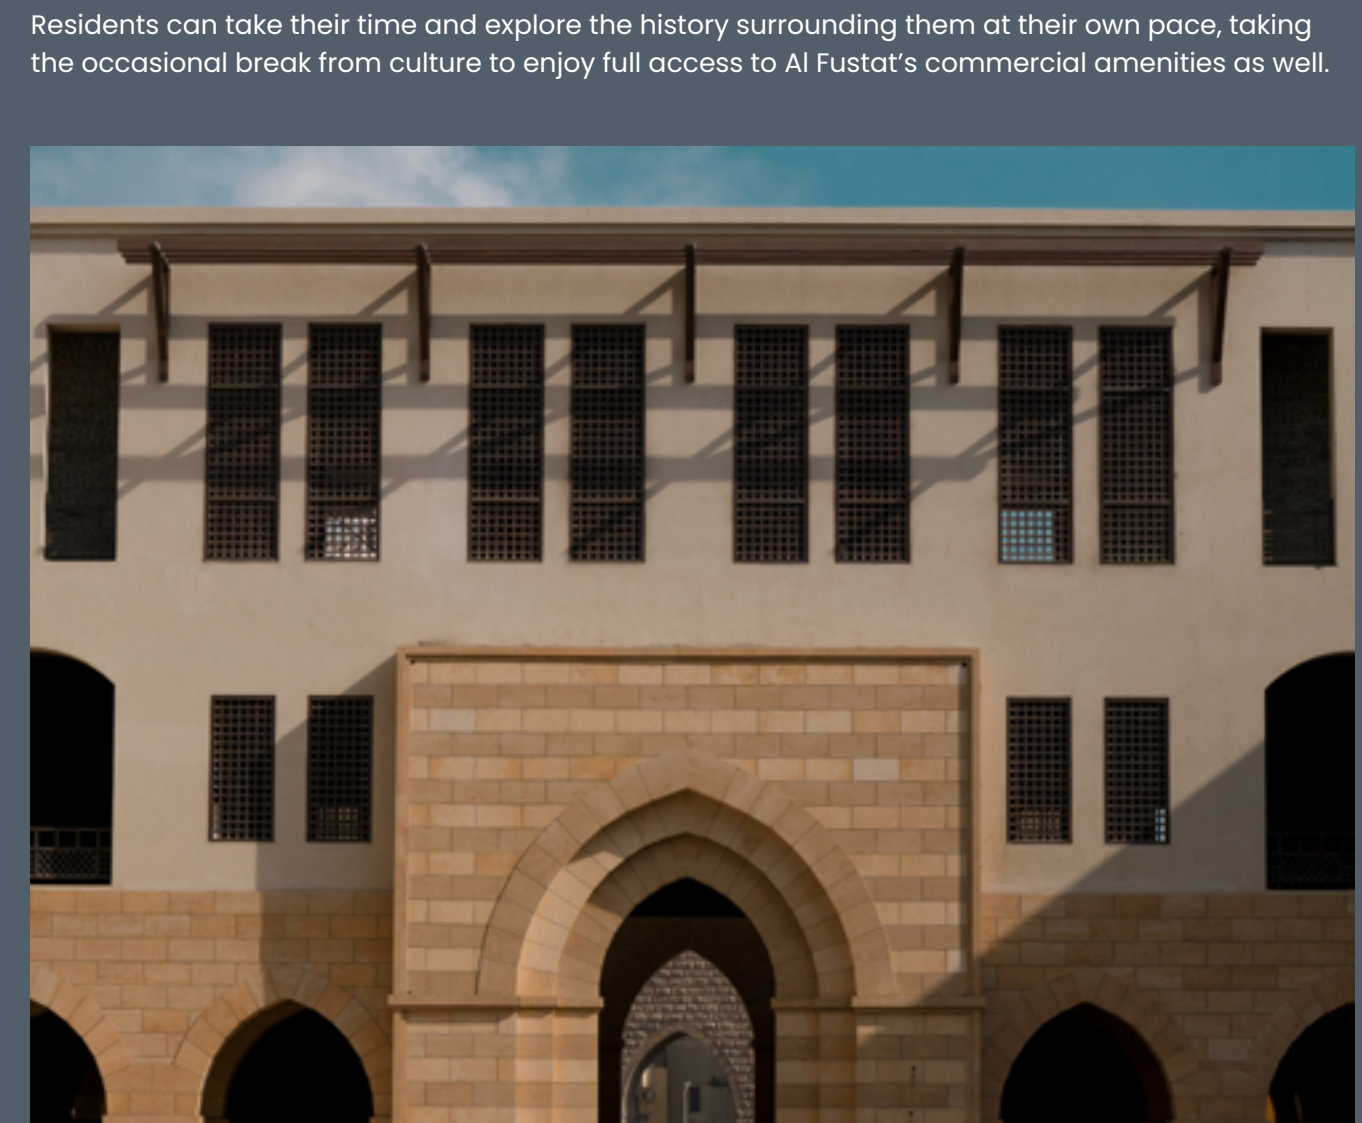 Residents can take their time and explore the history surrounding them at their own pace, taking
the occasional break from culture to enjoy full access to Al Fustat’s commercial amenities as well.